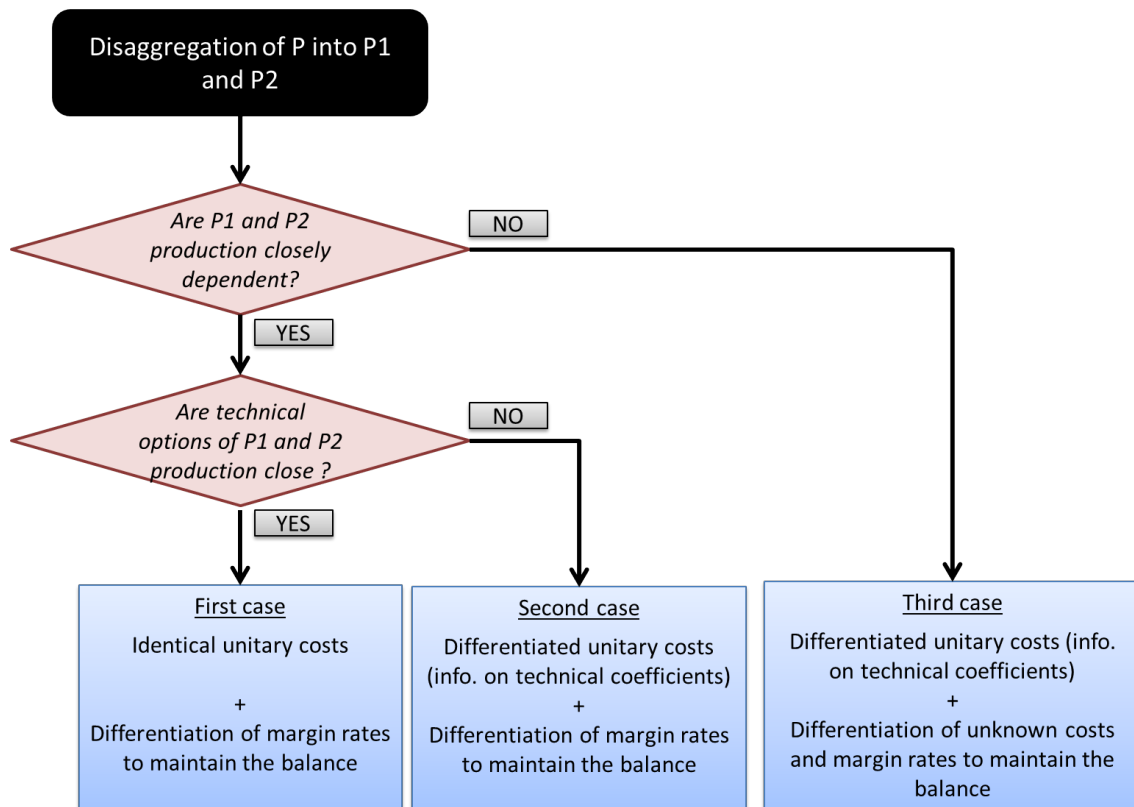 Disaggregation of P into P1
and P2
Are P1 and P2
production closely
dependent?
NO
YES
Are technical
options of P1 and P2
production close ?
NO
YES
First case
Identical unitary costs
+
Differentiation of margin rates
to maintain the balance
Second case
Differentiated unitary costs
(info. on technical coefficients)
+
Differentiation of margin rates
to maintain the balance
Third case
Differentiated unitary costs (info.
on technical coefficients)
+
Differentiation of unknown costs
and margin rates to maintain the
balance